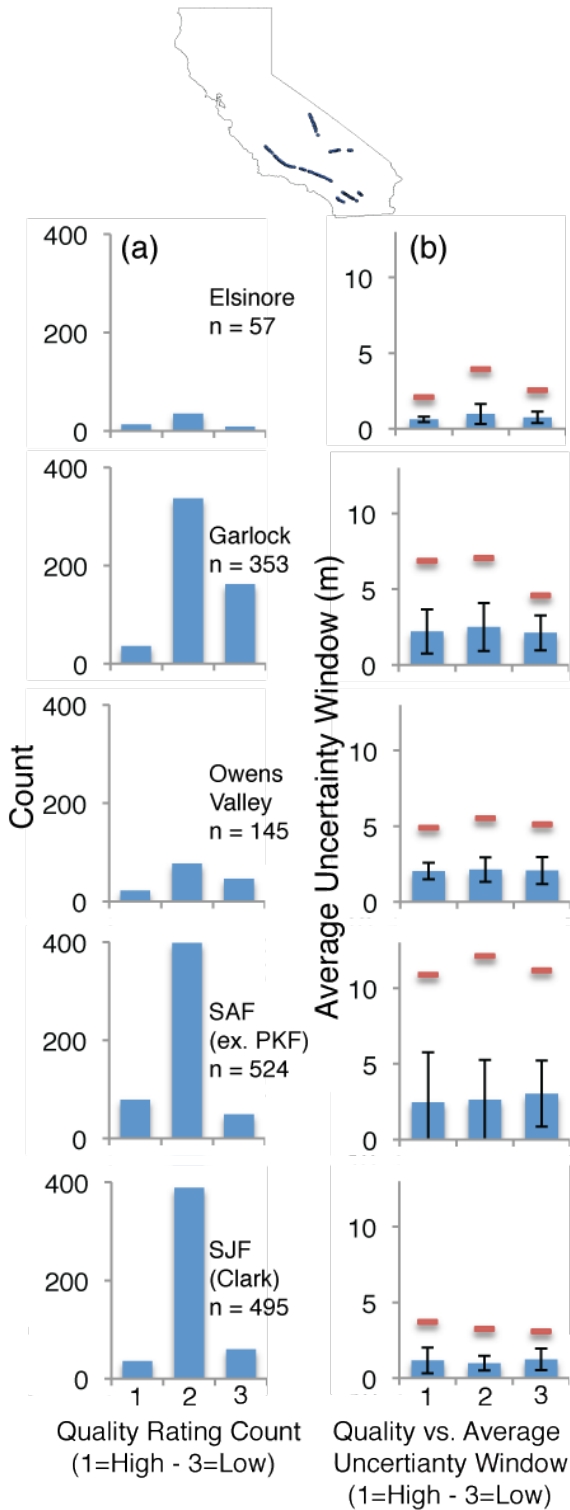 400
(a)
200
0
Elsinore
n = 57
(b)
10
5
0
400
200
0
Garlock
n = 353
10
5
0
400
200
0
Owens
Valley
n = 145
10
5
0
400
200
0
SAF
(ex. PKF)
n = 524
10
5
0
400
200
0
SJF
(Clark)
n = 495
10
5
0
Count
Average Uncertainty Window (m)
1 2 3
1 2 3
Quality Rating Count
(1=High - 3=Low)
Quality vs. Average
Uncertianty Window
(1=High - 3=Low)